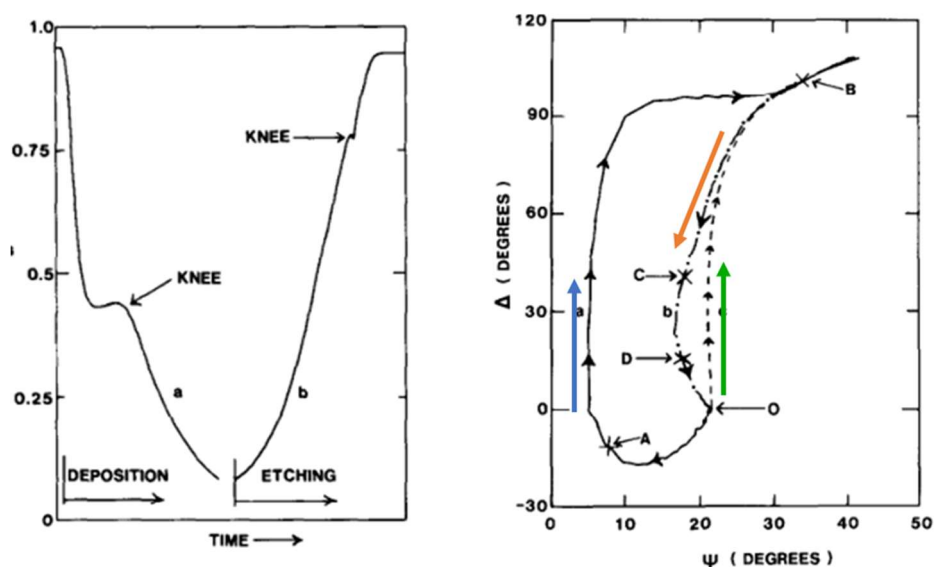 1.0
0.75
0.5
0.25
0
KNEE
KNEE
a
b
DEPOSITION
ETCHING
TIME
120
90
60
30
0
-30
Δ (DEGREES)
B
C
a
b
c
D
O
A
0
10
20
30
40
50
Ψ (DEGREES)